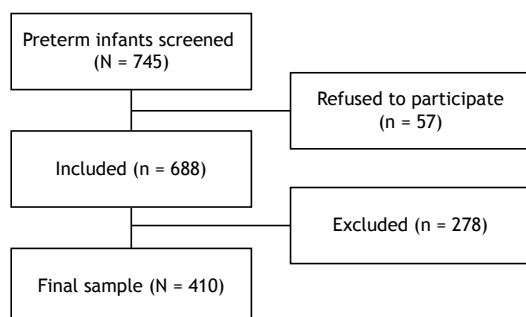 Preterm infants screened
(N = 745)
Refused to participate
(n = 57)
Included (n = 688)
Excluded (n = 278)
Final sample (N = 410)